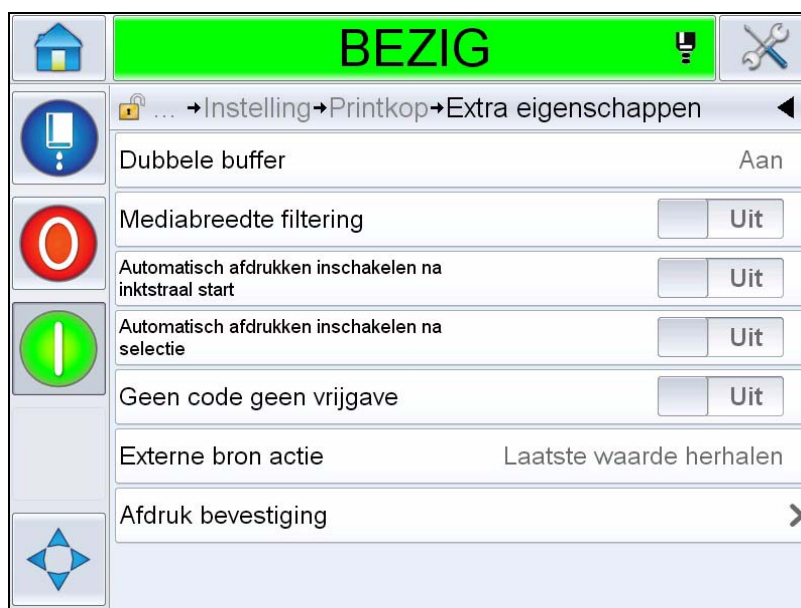 BEZIG
... →Instelling→Printkop→Extra eigenschappen
Dubbele buffer Aan
Mediabreedte filtering Uit
Automatisch afdrukken inschakelen na
inktstraal start Uit
Automatisch afdrukken inschakelen na
selectie Uit
Geen code geen vrijgave Uit
Externe bron actie Laatste waarde herhalen
Afdruk bevestiging